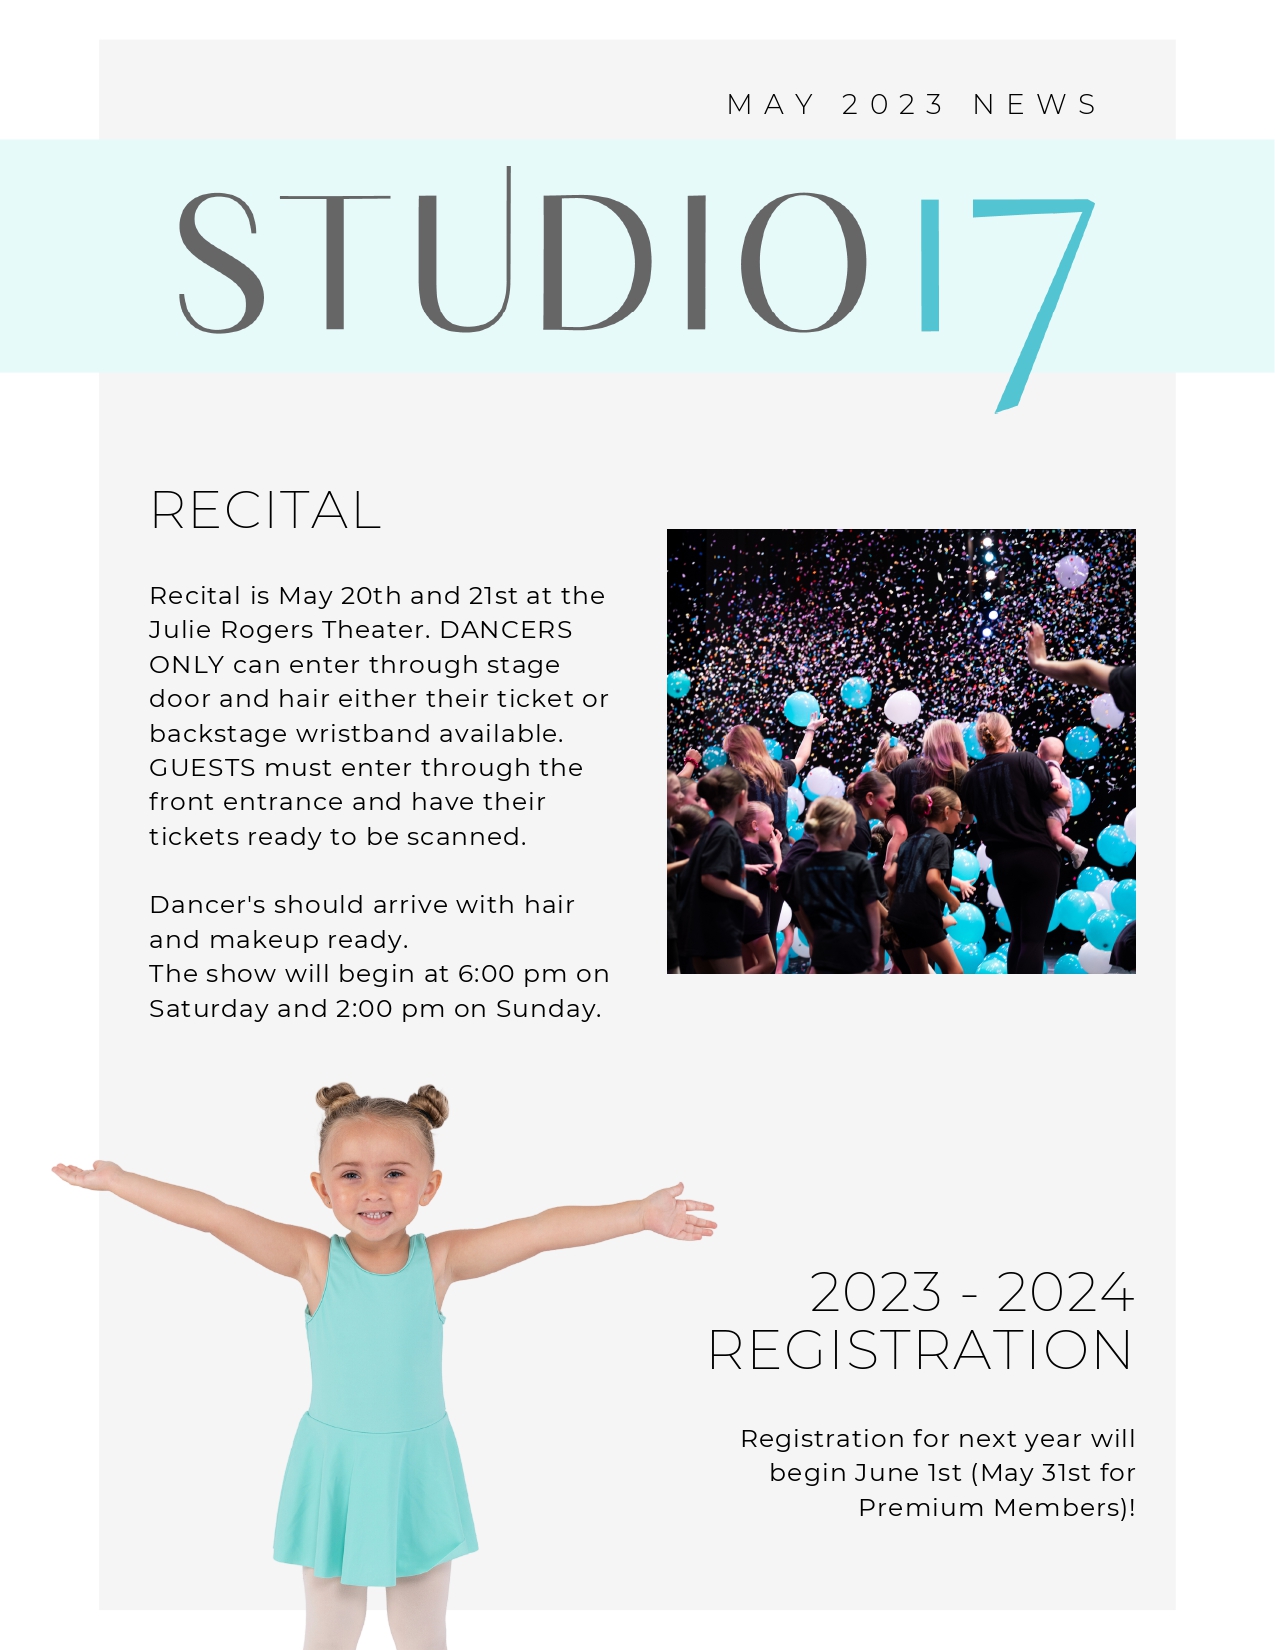 MAY 2023 NEWS
STUDIO 17
RECITAL
Recital is May 20th and 21st at the
Julie Rogers Theater. DANCERS
ONLY can enter through stage
door and hair either their ticket or
backstage wristband available.
GUESTS must enter through the
front entrance and have their
tickets ready to be scanned.
Dancer's should arrive with hair
and makeup ready.
The show will begin at 6:00 pm on
Saturday and 2:00 pm on Sunday.
2023 - 2024
REGISTRATION
Registration for next year will
begin June 1st (May 31st for
Premium Members)!